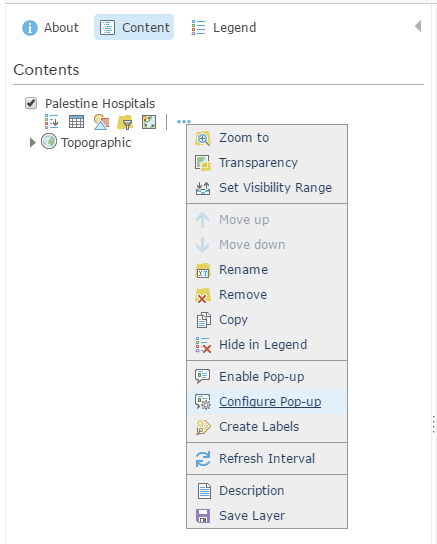 About Content Legend
Contents
Palestine Hospitals
Topographic
Zoom to
Transparency
Set Visibility Range
Move up
Move down
Rename
Remove
Copy
Hide in Legend
Enable Pop-up
Configure Pop-up
Create Labels
Refresh Interval
Description
Save Layer